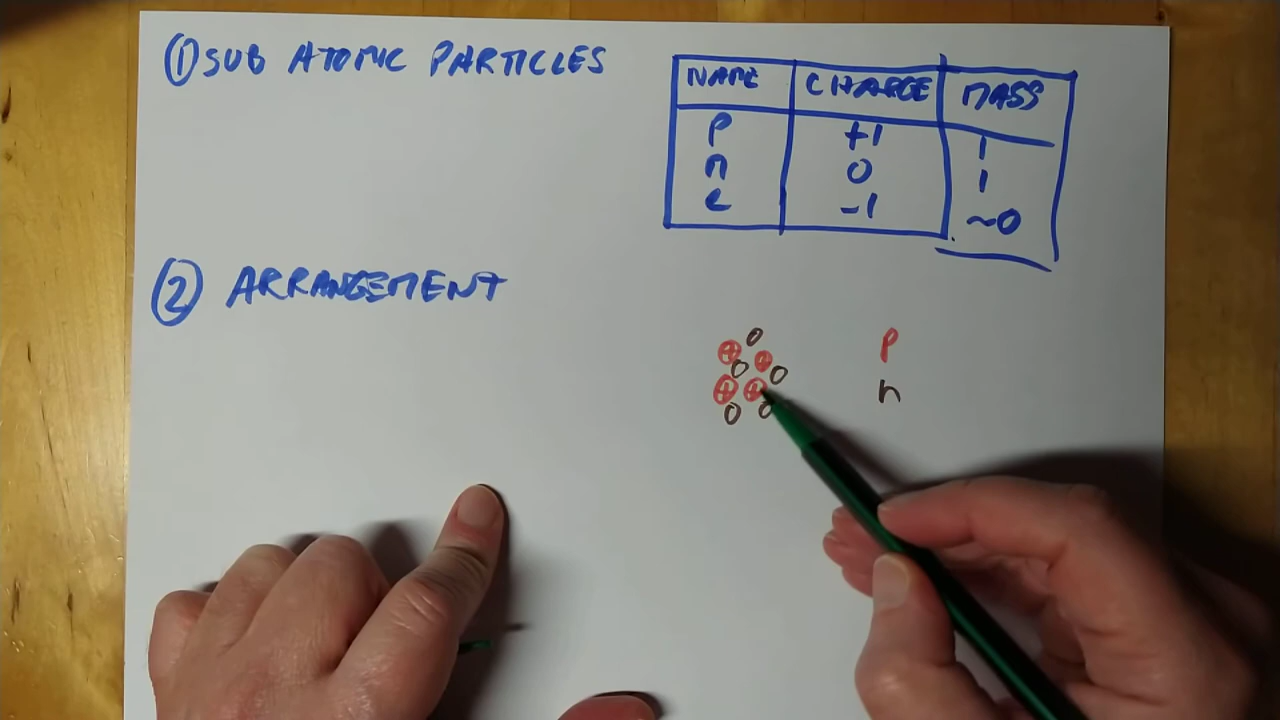 ① SUB ATOMIC PARTICLES
NAME CHARGE MASS
P +1 1
n 0 1
e -1 ~0
② ARRANGEMENT
+ +
+ +
P
n